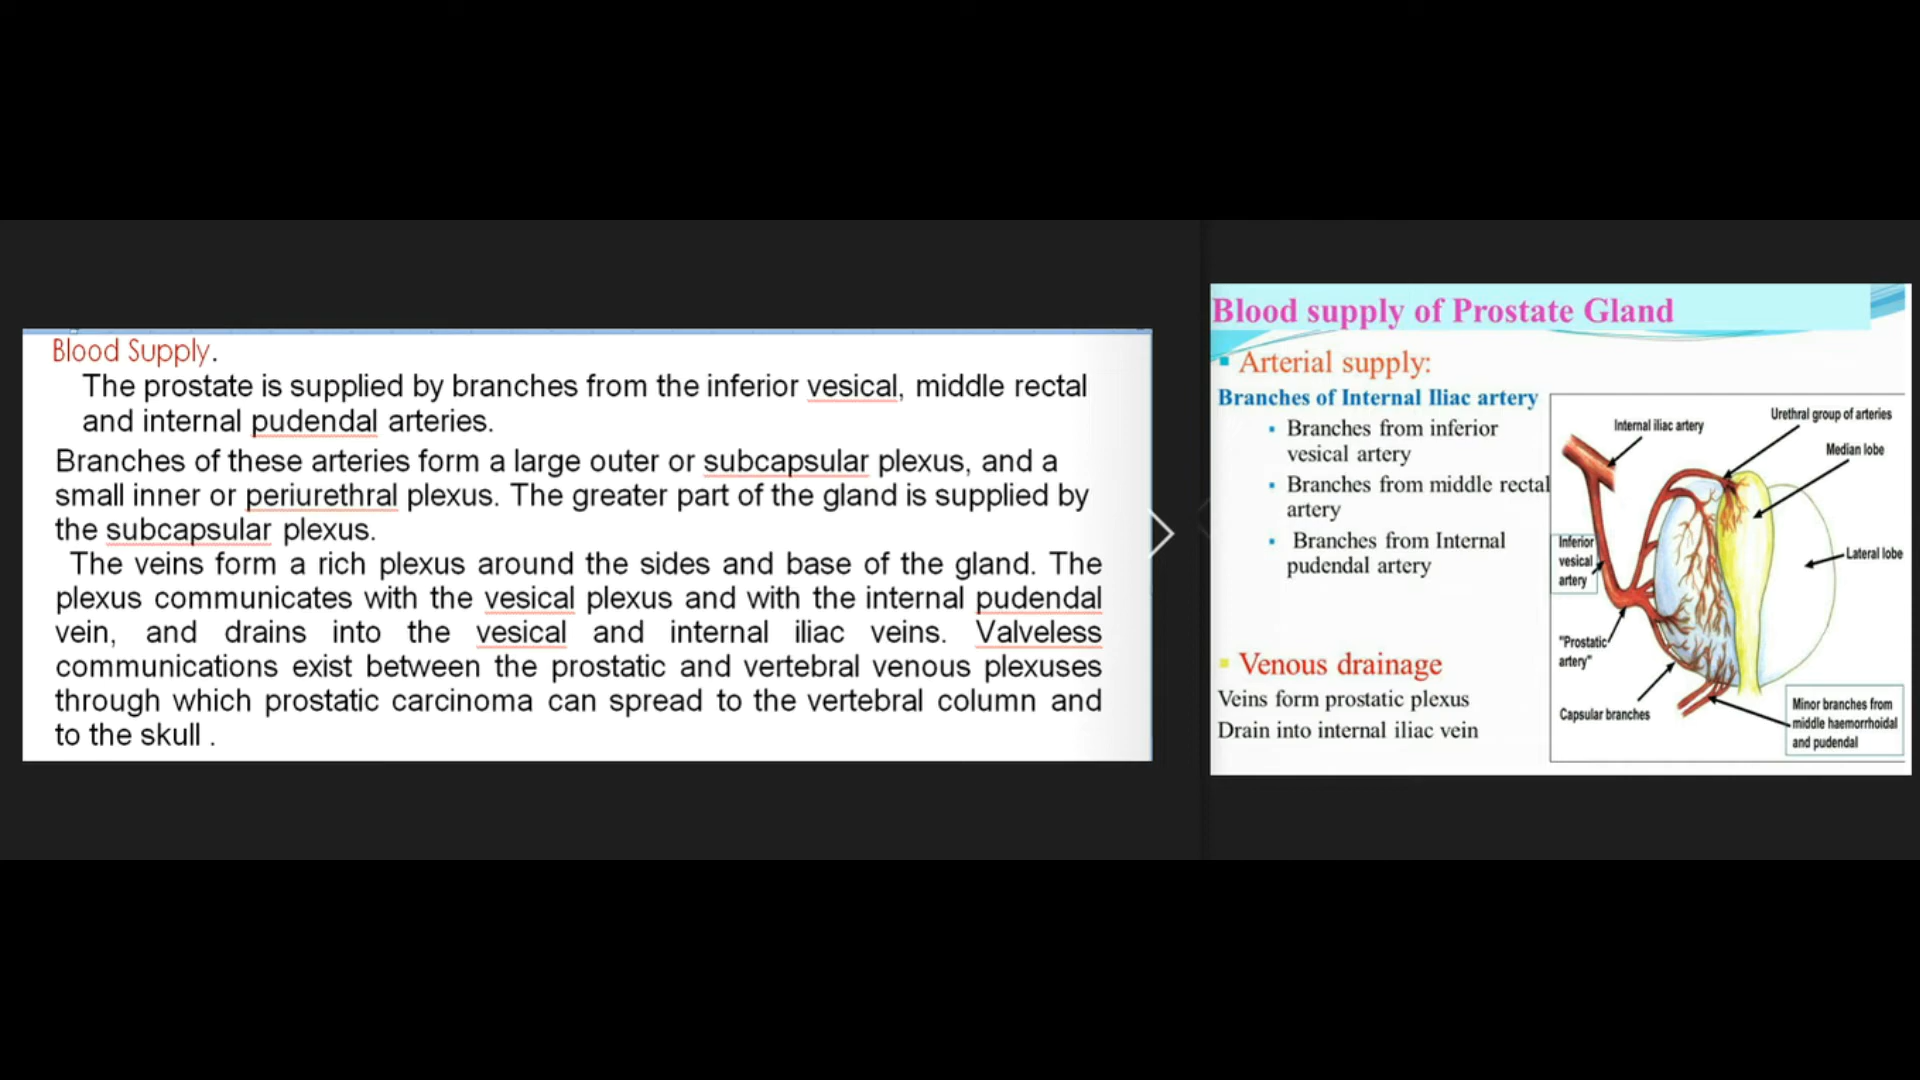 Blood Supply.
The prostate is supplied by branches from the inferior vesical, middle rectal
and internal pudendal arteries.
Branches of these arteries form a large outer or subcapsular plexus, and a
small inner or periurethral plexus. The greater part of the gland is supplied by
the subcapsular plexus.
The veins form a rich plexus around the sides and base of the gland. The
plexus communicates with the vesical plexus and with the internal pudendal
vein, and drains into the vesical and internal iliac veins. Valveless
communications exist between the prostatic and vertebral venous plexuses
through which prostatic carcinoma can spread to the vertebral column and
to the skull .
Blood supply of Prostate Gland
Arterial supply:
Branches of Internal Iliac artery
Branches from inferior
vesical artery
Branches from middle rectal
artery
Branches from Internal
pudendal artery
Venous drainage
Veins form prostatic plexus
Drain into internal iliac vein
Internal iliac artery
Urethral group of arteries
Median lobe
Lateral lobe
Inferior
vesical
artery
"Prostatic
artery"
Capsular branches
Minor branches from
middle haemorrhoidal
and pudendal